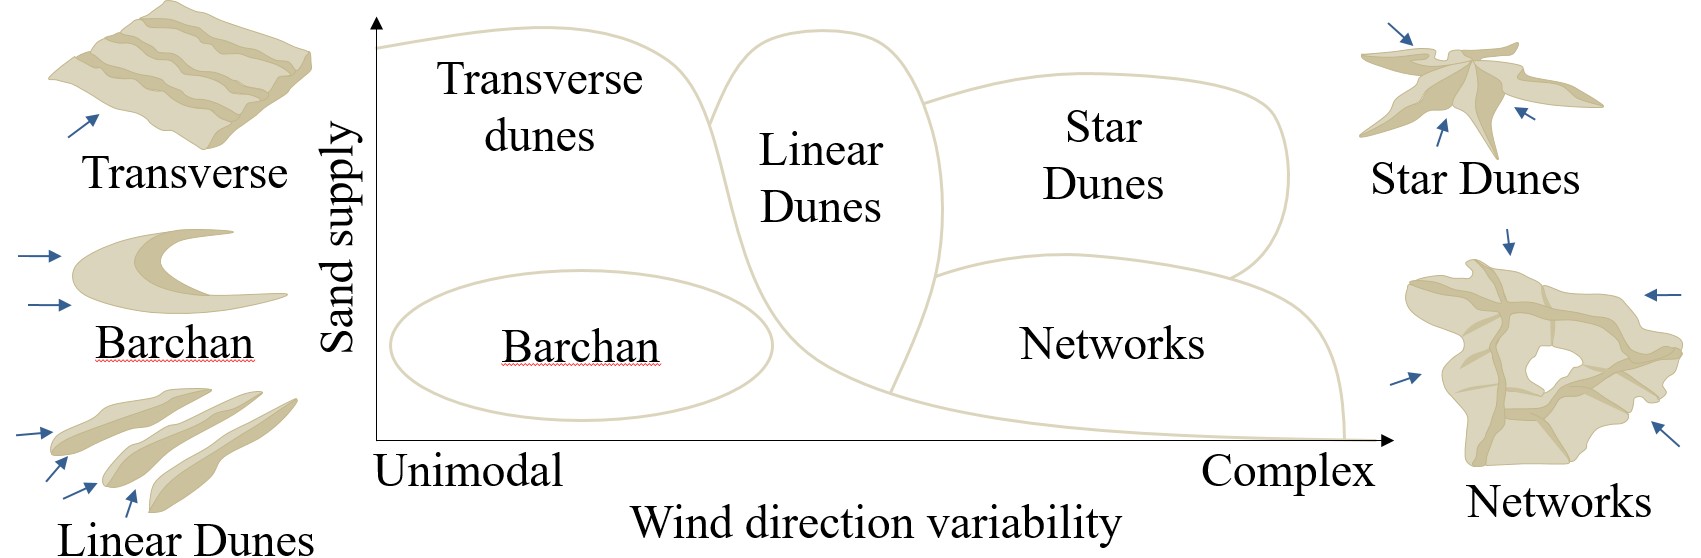 Transverse
Barchan
Linear Dunes
Sand supply
Transverse
dunes
Linear
Dunes
Star
Dunes
Barchan
Networks
Unimodal
Complex
Wind direction variability
Star Dunes
Networks